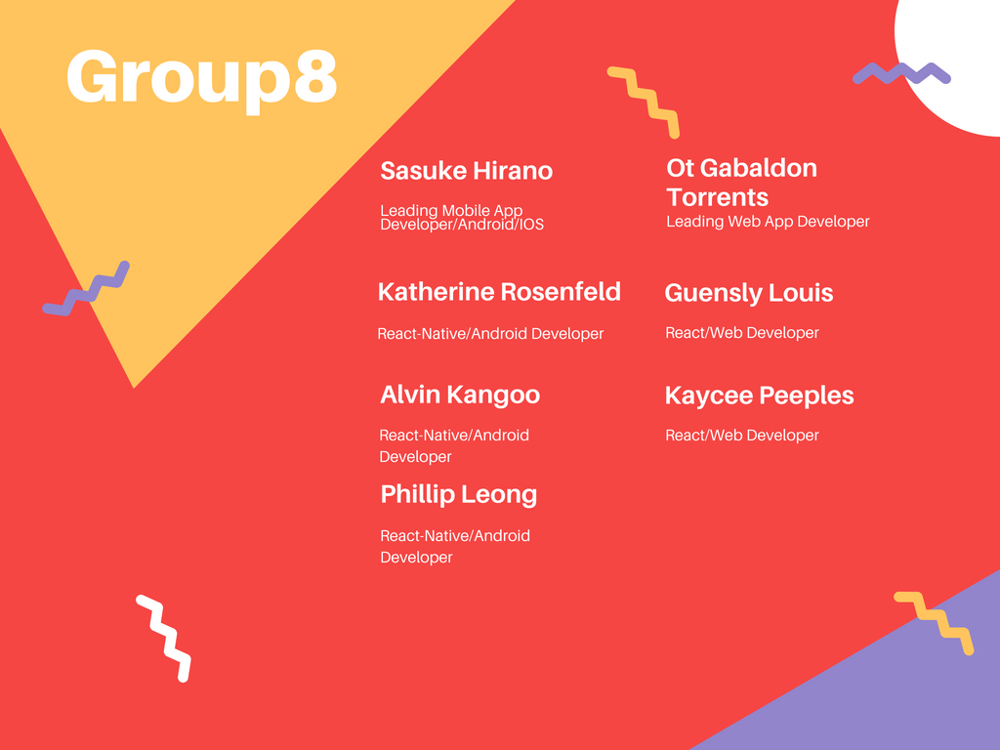 Group8
Sasuke Hirano
Leading Mobile App
Developer/Android/IOS
Katherine Rosenfeld
React-Native/Android Developer
Alvin Kangoo
React-Native/Android
Developer
Phillip Leong
React-Native/Android
Developer
Ot Gabaldon
Torrents
Leading Web App Developer
Guensly Louis
React/Web Developer
Kaycee Peeples
React/Web Developer